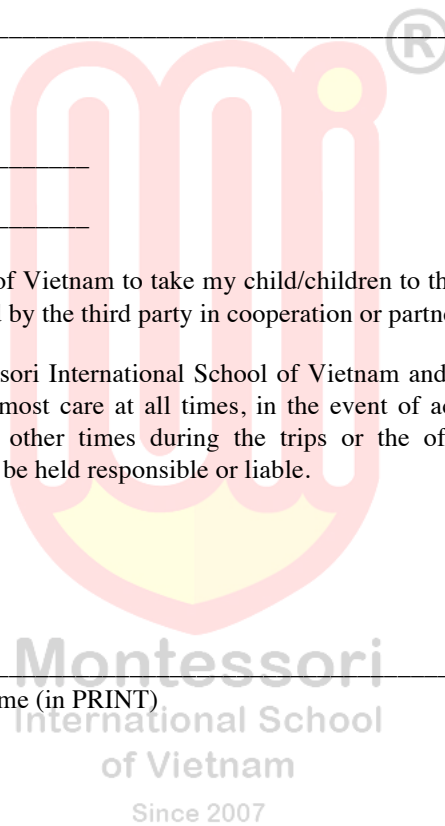 ®
of Vietnam to take my child/children to th
by the third party in cooperation or partn
sori International School of Vietnam and
most care at all times, in the event of ac
other times during the trips or the of
be held responsible or liable.
Montessori
me (in PRINT)
International School
of Vietnam
Since 2007